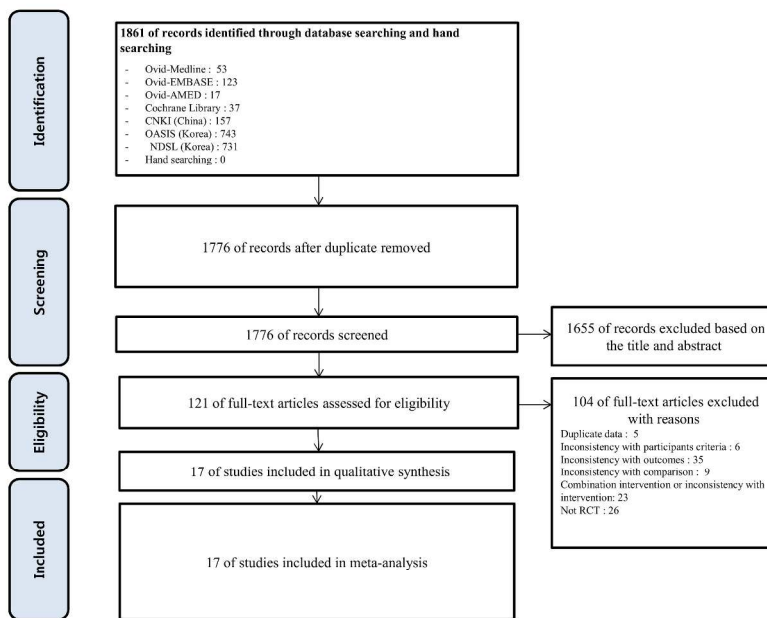 Identification
1861 of records identified through database searching and hand
searching
- Ovid-Medline : 53
- Ovid-EMBASE : 123
- Ovid-AMED : 17
- Cochrane Library : 37
- CNKI (China) : 157
- OASIS (Korea) : 743
- NDSL (Korea) : 731
- Hand searching : 0
Screening
1776 of records after duplicate removed
1776 of records screened
1655 of records excluded based on
the title and abstract
Eligibility
121 of full-text articles assessed for eligibility
104 of full-text articles excluded
with reasons
Duplicate data : 5
Inconsistency with participants criteria : 6
Inconsistency with outcomes : 35
Inconsistency with comparison : 9
Combination intervention or inconsistency with
intervention: 23
Not RCT : 26
17 of studies included in qualitative synthesis
Included
17 of studies included in meta-analysis